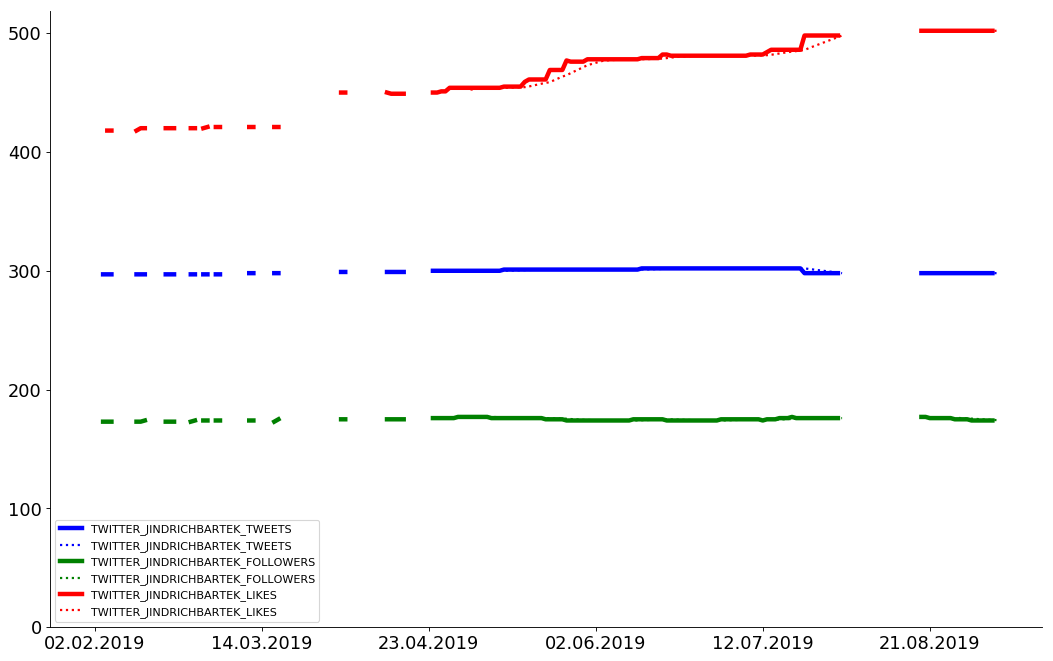 500
400
300
200
100
0
TWITTER_JINDRICHBARTEK_TWEETS
TWITTER_JINDRICHBARTEK_TWEETS
TWITTER_JINDRICHBARTEK_FOLLOWERS
TWITTER_JINDRICHBARTEK_FOLLOWERS
TWITTER_JINDRICHBARTEK_LIKES
TWITTER_JINDRICHBARTEK_LIKES
02.02.2019 14.03.2019 23.04.2019 02.06.2019 12.07.2019 21.08.2019